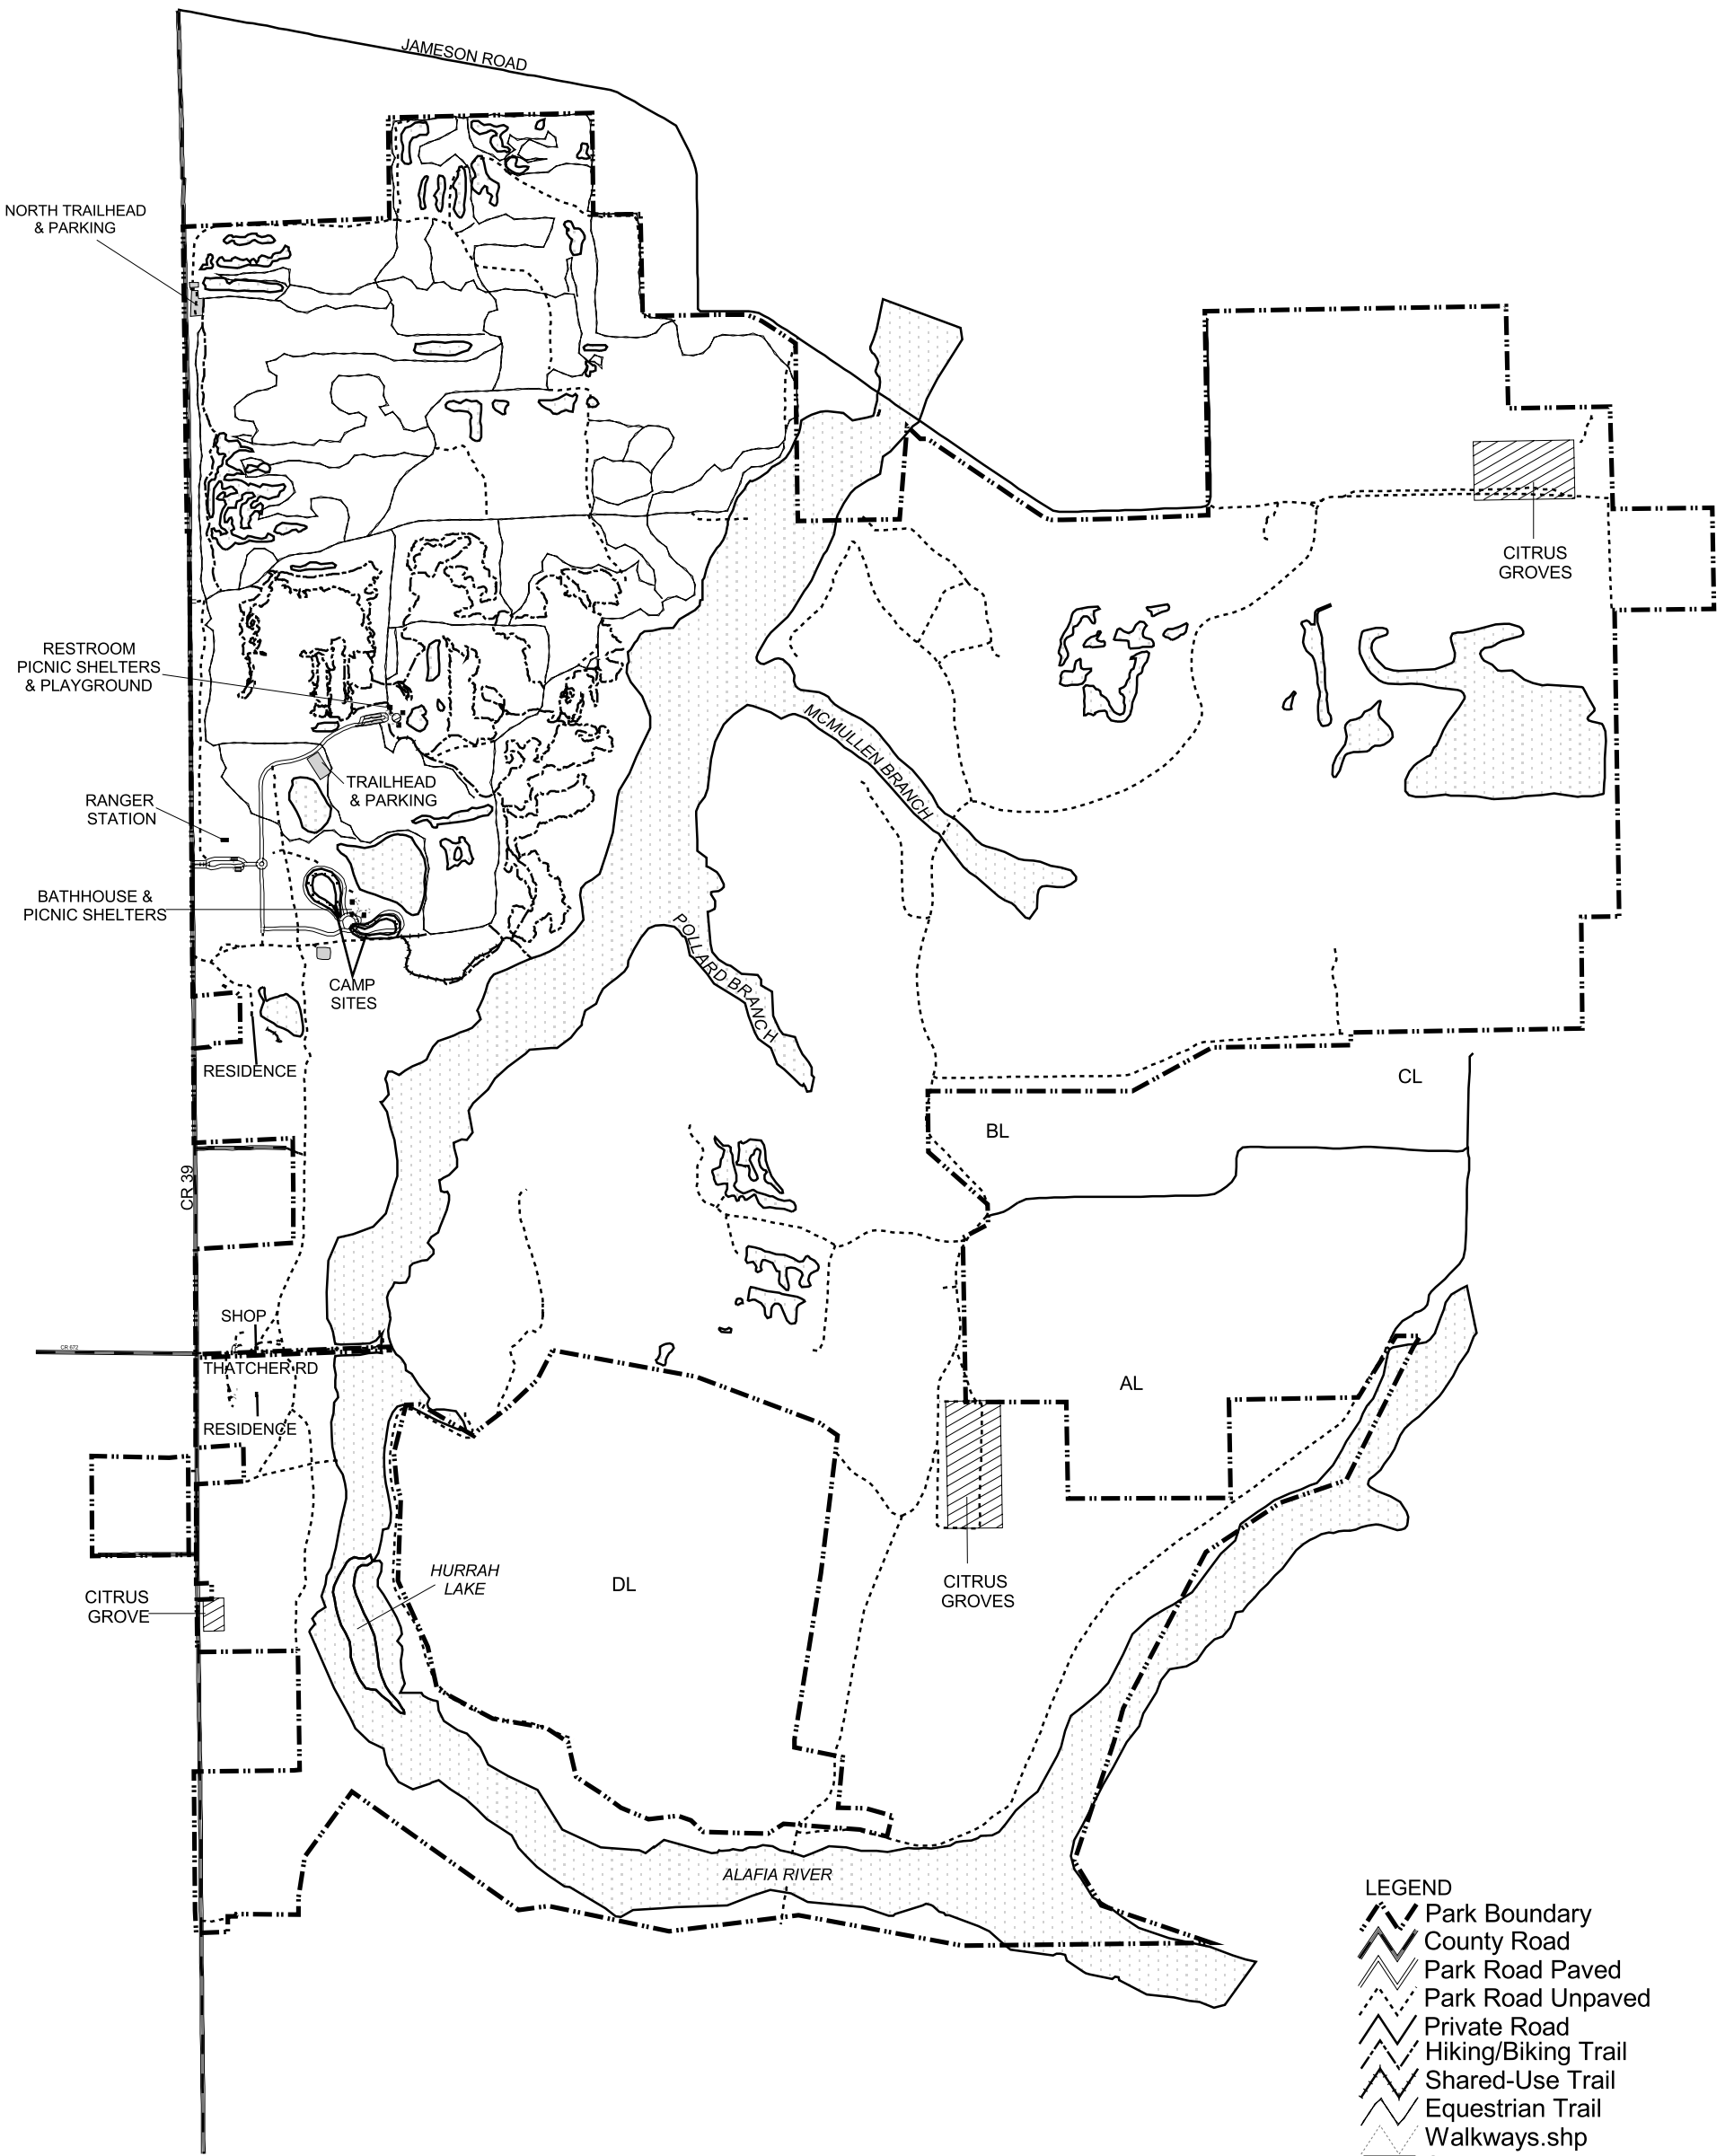 JAMESON ROAD
NORTH TRAILHEAD
& PARKING
CITRUS
GROVES
RESTROOM
PICNIC SHELTERS
& PLAYGROUND
MCMULLEN BRANCH
TRAILHEAD
& PARKING
RANGER
STATION
BATHHOUSE &
PICNIC SHELTERS
POLLARD BRANCH
CAMP
SITES
RESIDENCE
CL
BL
CR 39
SHOP
CR 672
THATCHER RD
AL
RESIDENCE
HURRAH
LAKE
DL
CITRUS
GROVES
CITRUS
GROVE
ALAFIA RIVER
LEGEND
Park Boundary
County Road
Park Road Paved
Park Road Unpaved
Private Road
Hiking/Biking Trail
Shared-Use Trail
Equestrian Trail
Walkways.shp